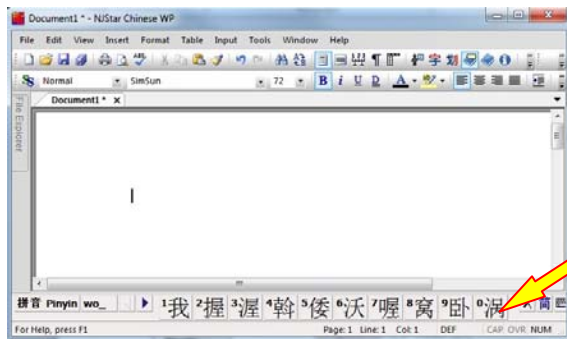 Document1 * - NJStar Chinese WP
File Edit View Insert Format Table Input Tools Window Help
Normal SimSun 72 B i U D A
Document1 * x
File Explorer
拼音 Pinyin wo_ 1我 2握 3渥 4斡 5倭 6沃 7喔 8窝 9卧 0涡 简
For Help, press F1 Page: 1 Line: 1 Col: 1 DEF CAP OVR NUM